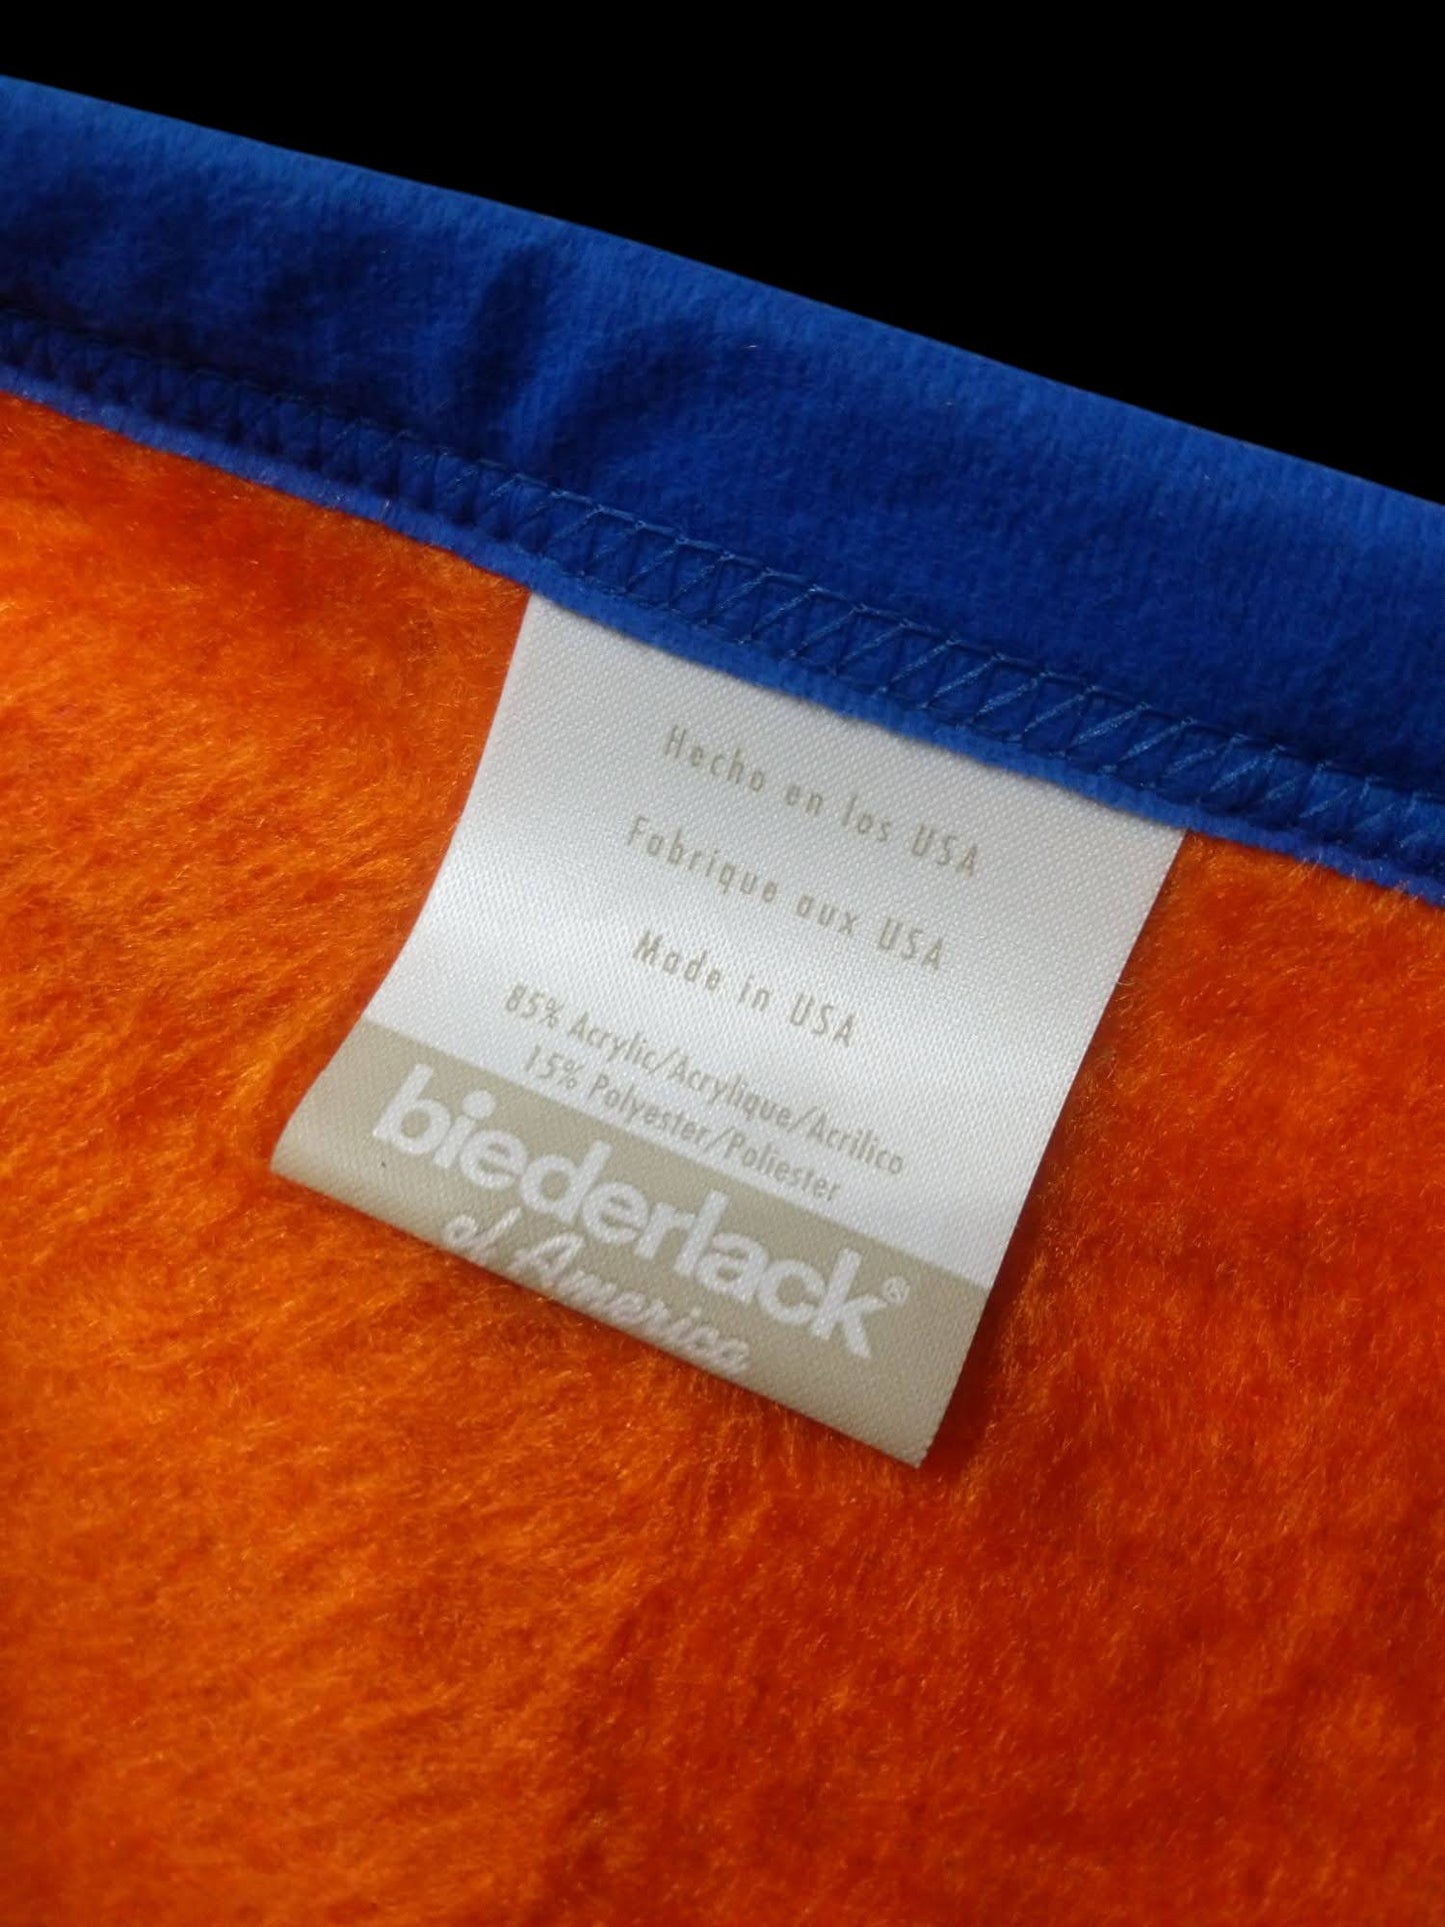 Hecho en los USA
Fabrique aux USA
Made in USA
85% Acrylic/Acrylique/Acrilico
15% Polyester/Poliester
biederlack®
of America